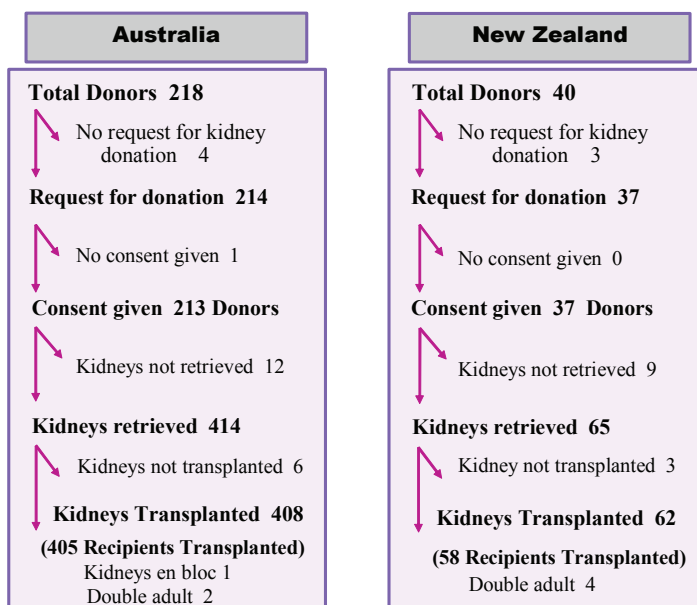 Australia
Total Donors 218
No request for kidney
donation 4
Request for donation 214
No consent given 1
Consent given 213 Donors
Kidneys not retrieved 12
Kidneys retrieved 414
Kidneys not transplanted 6
Kidneys Transplanted 408
(405 Recipients Transplanted)
Kidneys en bloc 1
Double adult 2
New Zealand
Total Donors 40
No request for kidney
donation 3
Request for donation 37
No consent given 0
Consent given 37 Donors
Kidneys not retrieved 9
Kidneys retrieved 65
Kidney not transplanted 3
Kidneys Transplanted 62
(58 Recipients Transplanted)
Double adult 4